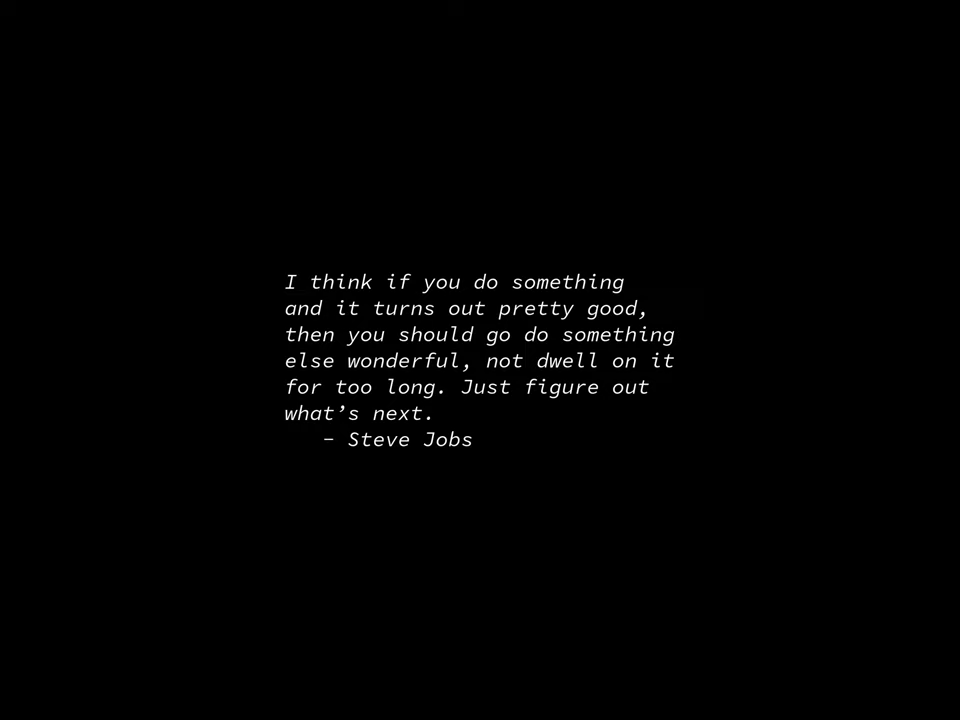 I think if you do something
and it turns out pretty good,
then you should go do something
else wonderful, not dwell on it
for too long. Just figure out
what’s next.
– Steve Jobs